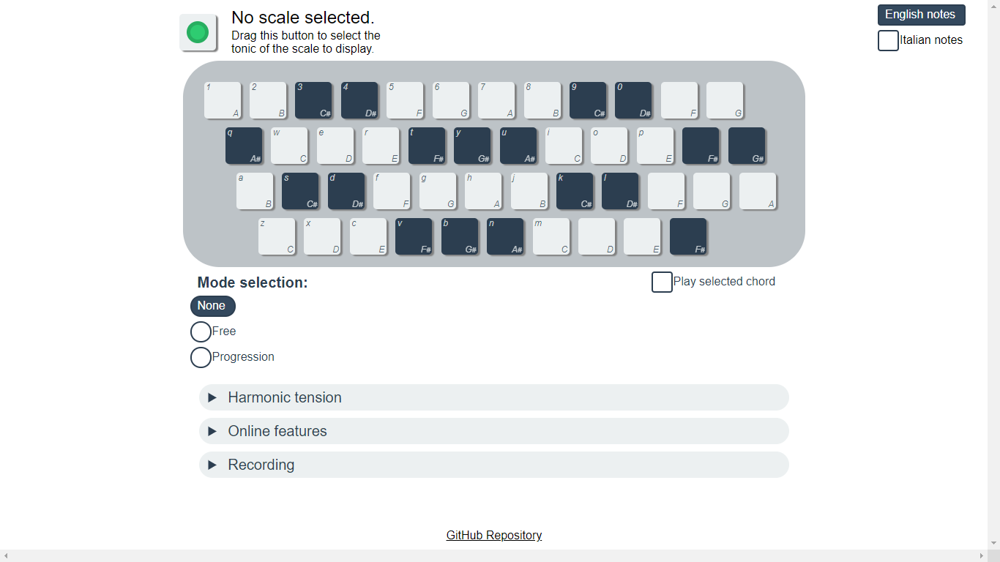 No scale selected.
Drag this button to select the
tonic of the scale to display.
English notes
Italian notes
1 2 3 4 5 6 7 8 9 0
A B C# D# F G A B C# D# F G
q w e r t y u i o p
A# C D E F# G# A# C D E F# G#
a s d f g h j k l
B C# D# F G A B C# D# F G A
z x c v b n m
C D E F# G# A# C D E F#
Mode selection:
Play selected chord
None
Free
Progression
Harmonic tension
Online features
Recording
GitHub Repository